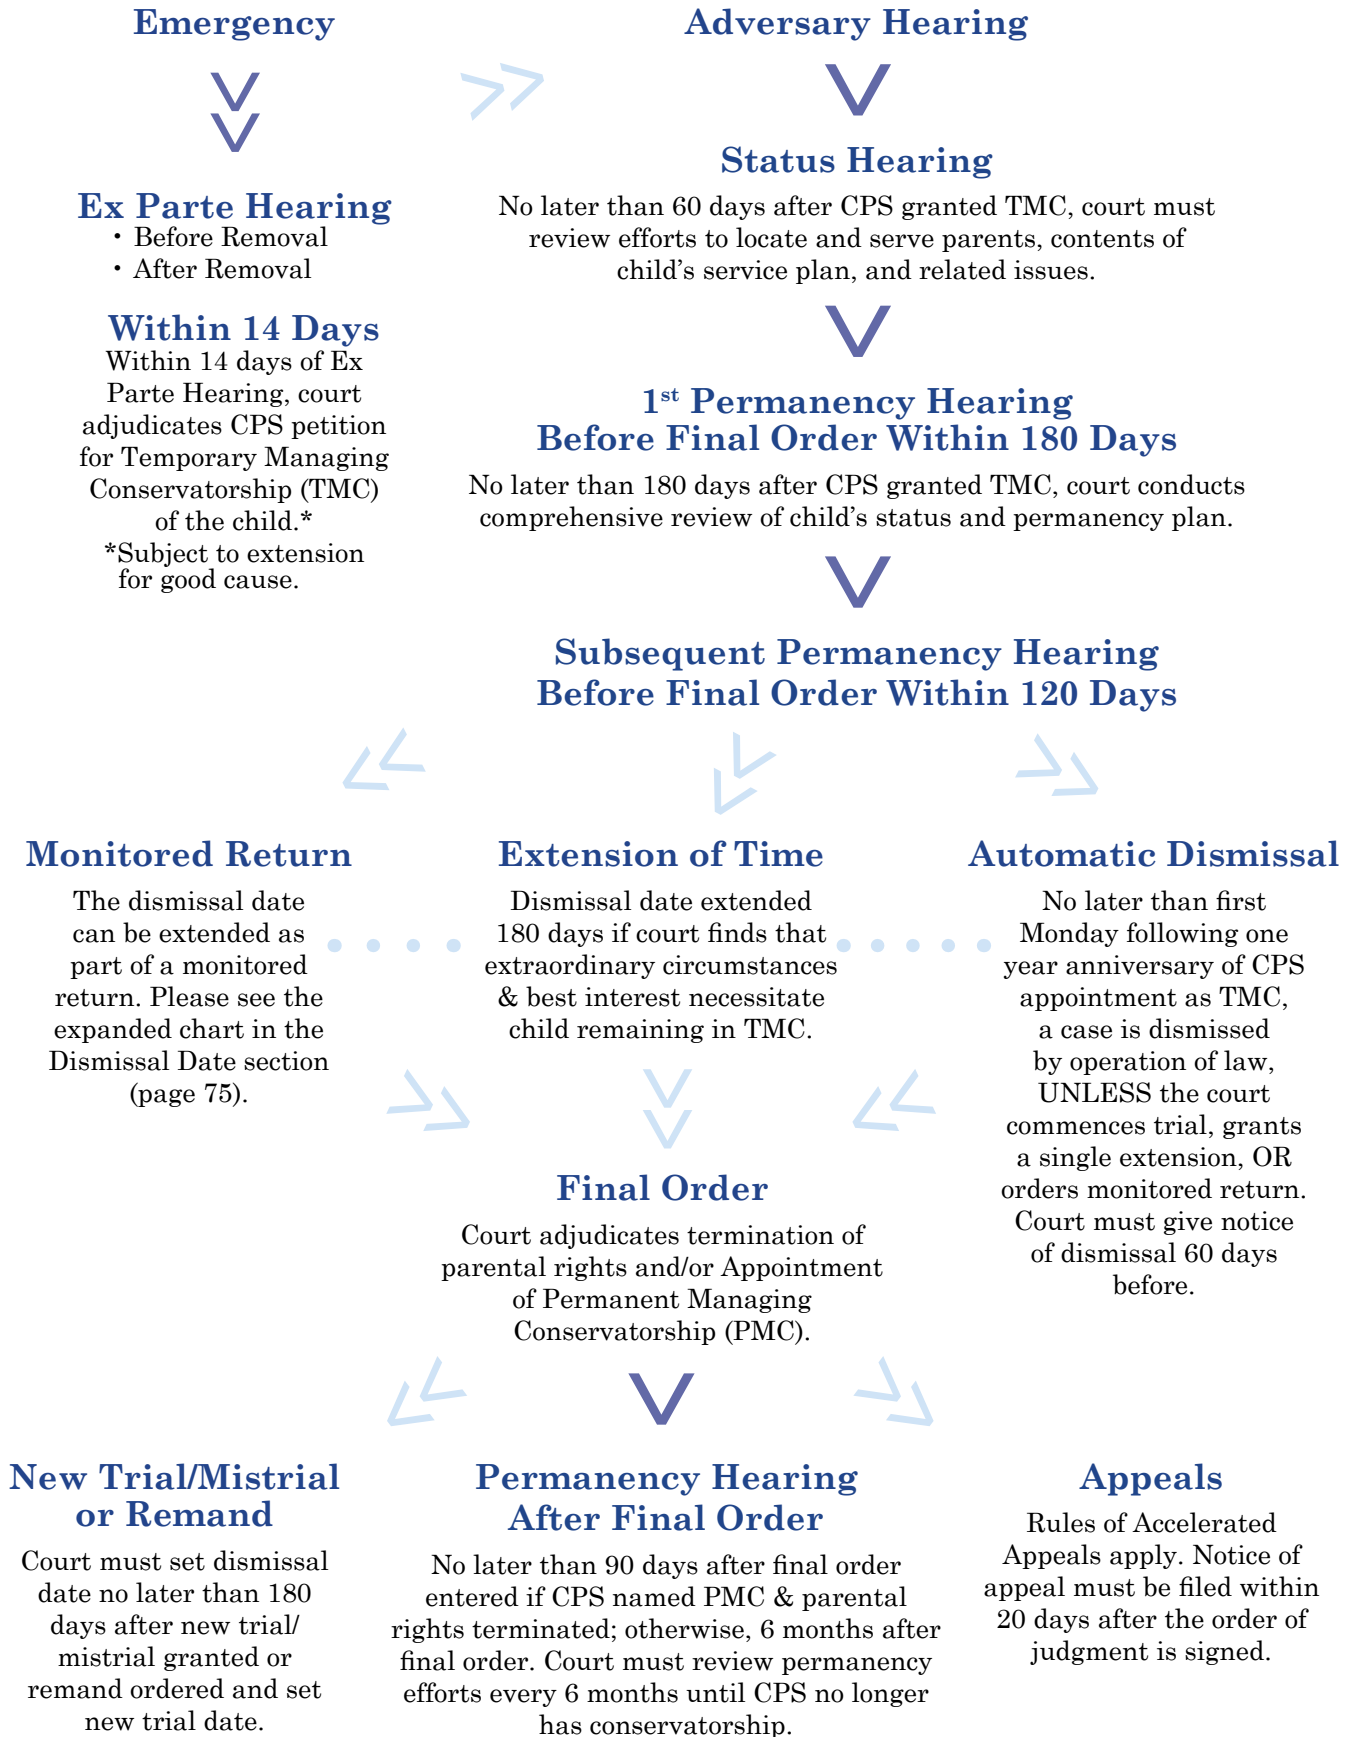 Emergency
Ex Parte Hearing
• Before Removal
• After Removal
Within 14 Days
Within 14 days of Ex
Parte Hearing, court
adjudicates CPS petition
for Temporary Managing
Conservatorship (TMC)
of the child.*
*Subject to extension
for good cause.
Adversary Hearing
Status Hearing
No later than 60 days after CPS granted TMC, court must
review efforts to locate and serve parents, contents of
child’s service plan, and related issues.
1st Permanency Hearing
Before Final Order Within 180 Days
No later than 180 days after CPS granted TMC, court conducts
comprehensive review of child’s status and permanency plan.
Subsequent Permanency Hearing
Before Final Order Within 120 Days
Monitored Return
The dismissal date
can be extended as
part of a monitored
return. Please see the
expanded chart in the
Dismissal Date section
(page 75).
Extension of Time
Dismissal date extended
180 days if court finds that
extraordinary circumstances
& best interest necessitate
child remaining in TMC.
Automatic Dismissal
No later than first
Monday following one
year anniversary of CPS
appointment as TMC,
a case is dismissed
by operation of law,
UNLESS the court
commences trial, grants
a single extension, OR
orders monitored return.
Court must give notice
of dismissal 60 days
before.
Final Order
Court adjudicates termination of
parental rights and/or Appointment
of Permanent Managing
Conservatorship (PMC).
New Trial/Mistrial
or Remand
Court must set dismissal
date no later than 180
days after new trial/
mistrial granted or
remand ordered and set
new trial date.
Permanency Hearing
After Final Order
No later than 90 days after final order
entered if CPS named PMC & parental
rights terminated; otherwise, 6 months after
final order. Court must review permanency
efforts every 6 months until CPS no longer
has conservatorship.
Appeals
Rules of Accelerated
Appeals apply. Notice of
appeal must be filed within
20 days after the order of
judgment is signed.